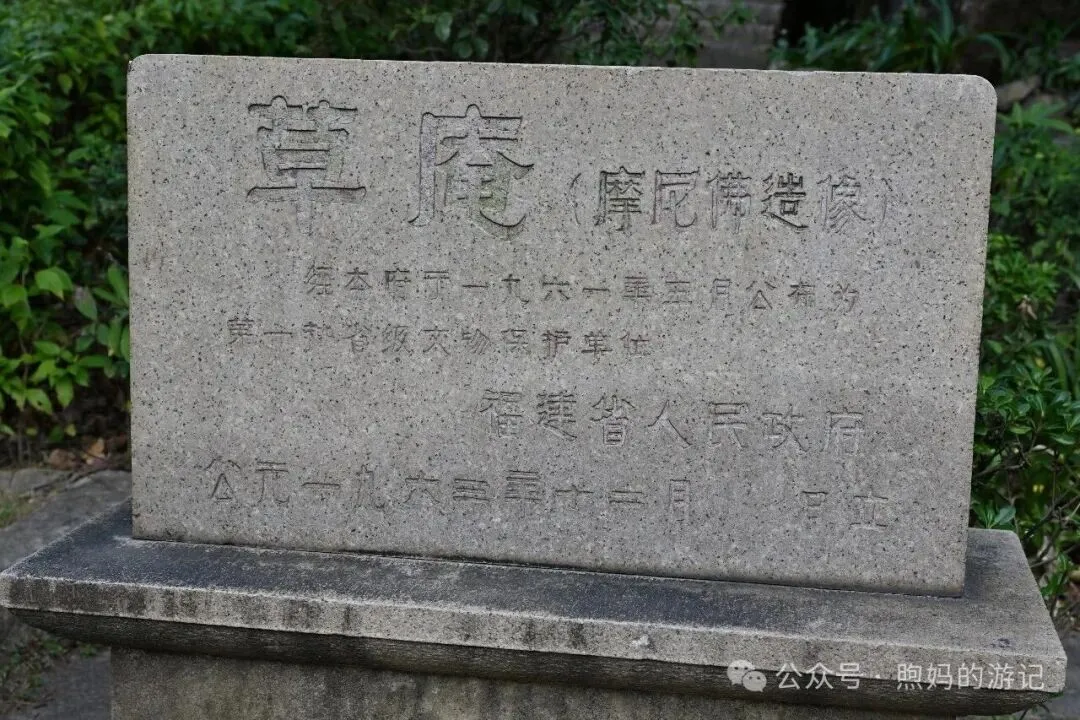 草庵（摩尼佛造像）
经本府于一九六一年五月公布为
第一批省级文物保护单位
福建省人民政府
公元一九六三年十二月 日立
公众号·煦妈的游记